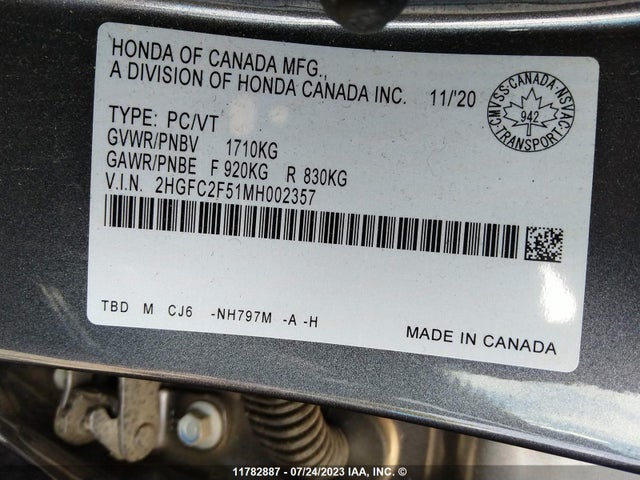 HONDA OF CANADA MFG.,
A DIVISION OF HONDA CANADA INC. 11/'20
CMVSS·CANADA·NSVAC
942
·TRANSPORT·
TYPE: PC/VT
GVWR/PNBV 1710KG
GAWR/PNBE F 920KG R 830KG
V.I.N. 2HGFC2F51MH002357
TBD M CJ6 -NH797M -A -H
MADE IN CANADA
11782887 - 07/24/2023 | IAA, INC. ©